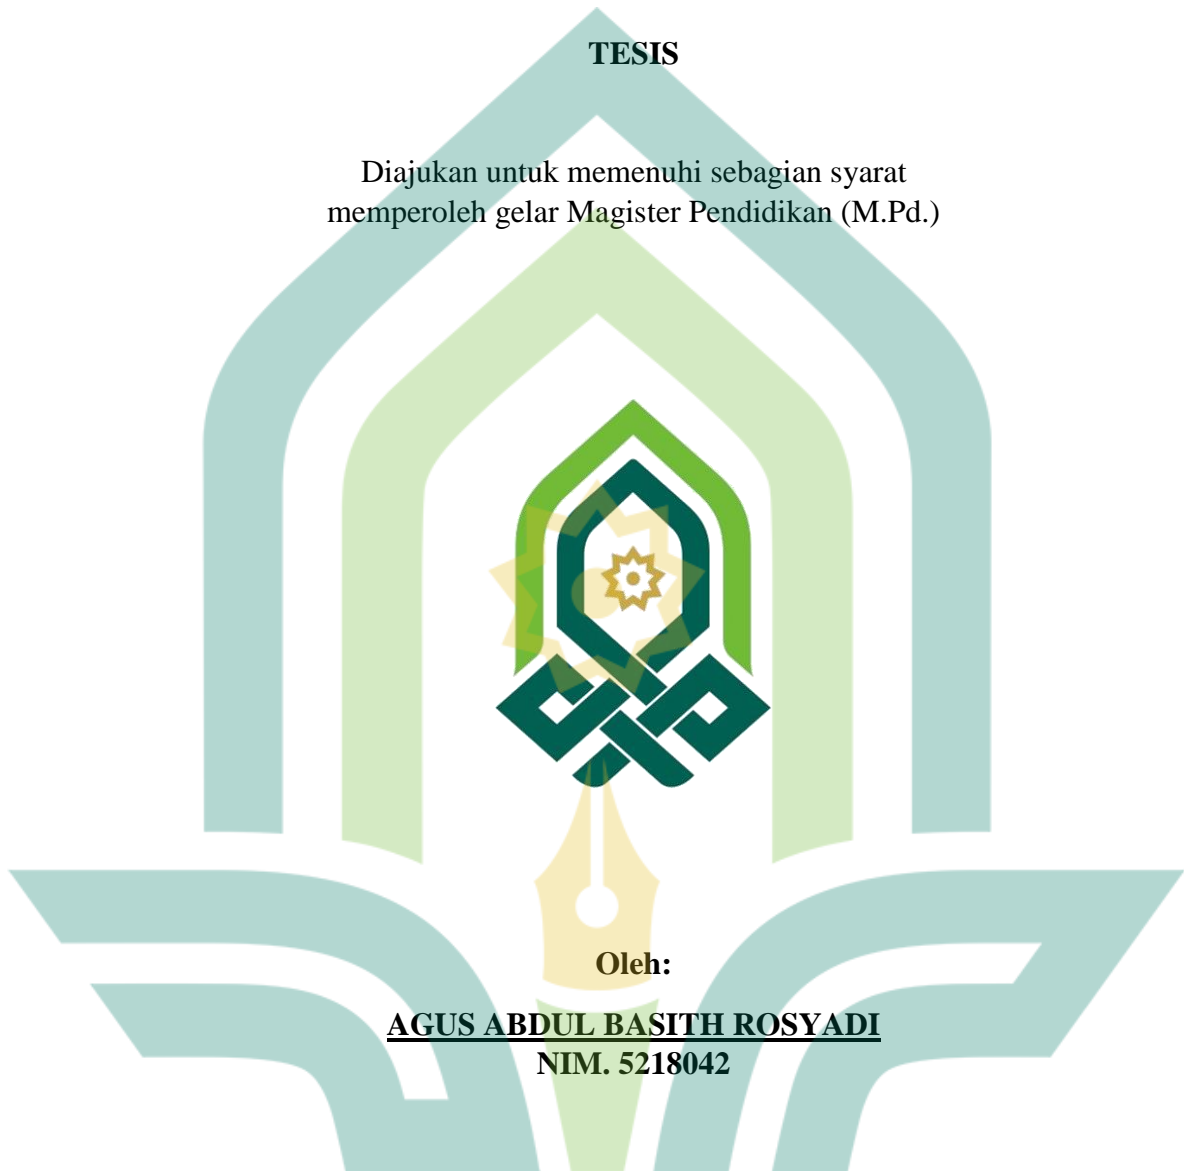 TESIS
Diajukan untuk memenuhi sebagian syarat
memperoleh gelar Magister Pendidikan (M.Pd.)
Oleh:
AGUS ABDUL BASITH ROSYADI
NIM. 5218042